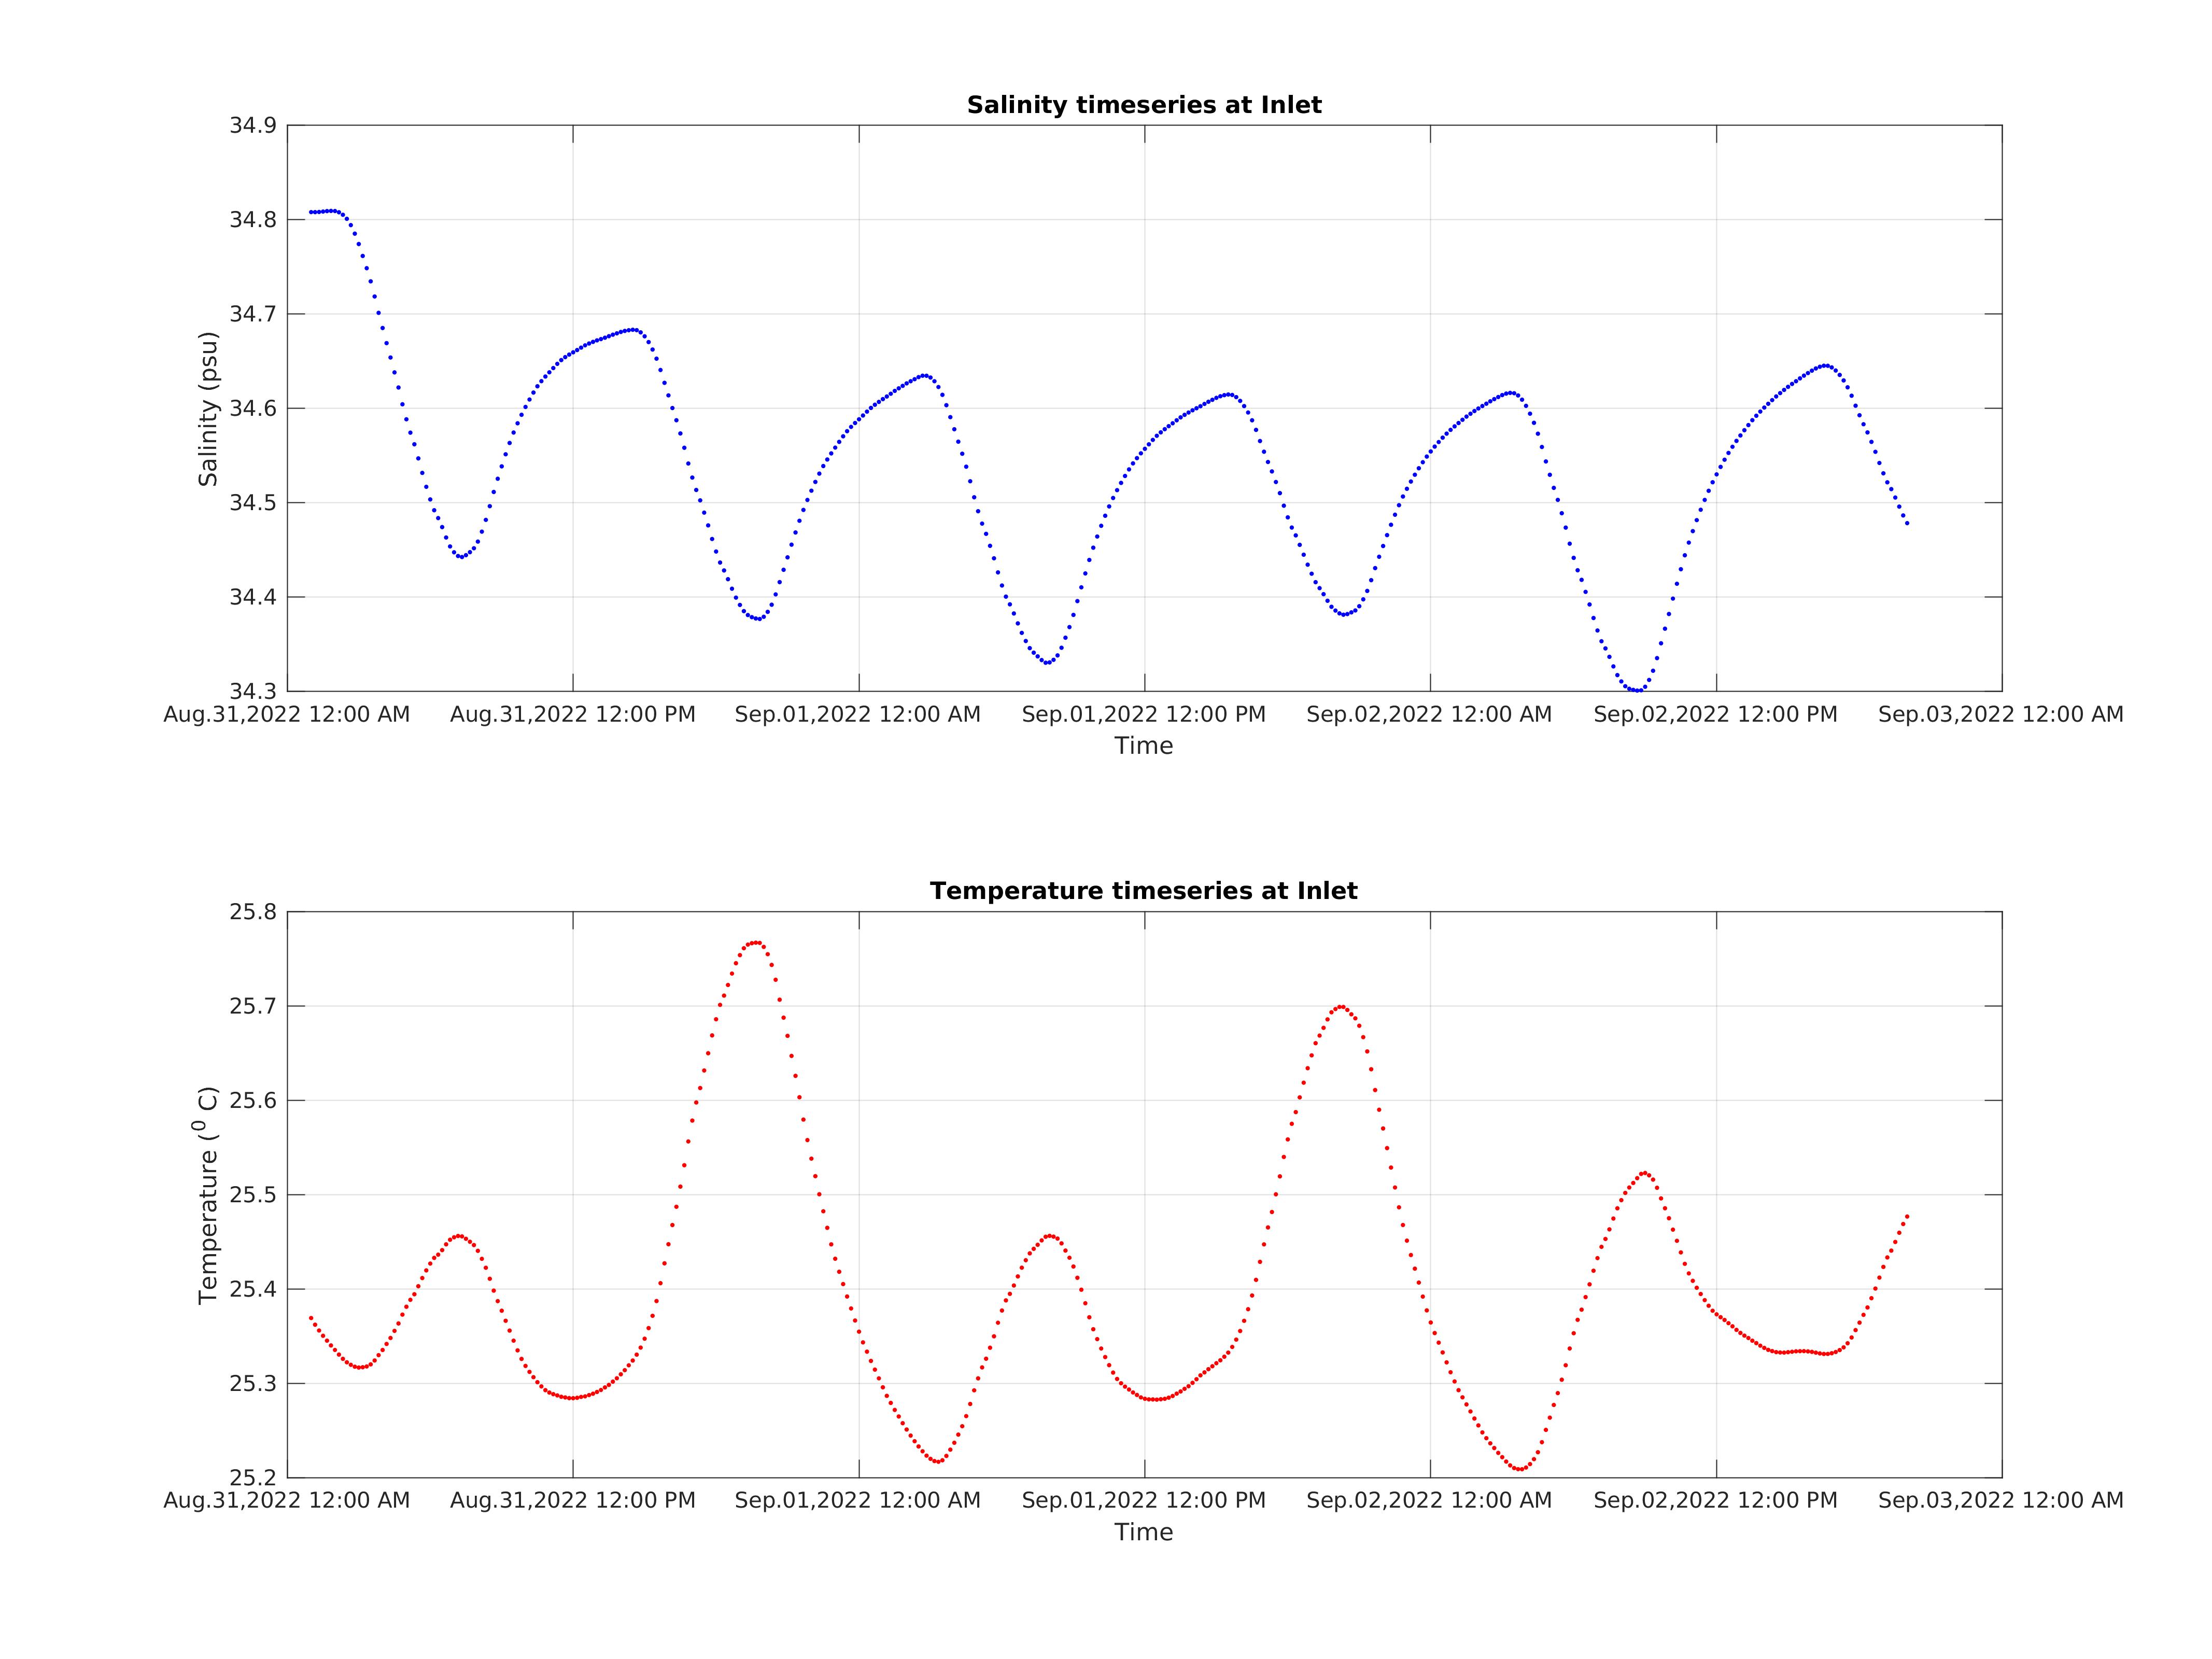 Salinity timeseries at Inlet
34.9
34.8
34.7
34.6
34.5
34.4
34.3
Salinity (psu)
Aug.31,2022 12:00 AM Aug.31,2022 12:00 PM Sep.01,2022 12:00 AM Sep.01,2022 12:00 PM Sep.02,2022 12:00 AM Sep.02,2022 12:00 PM Sep.03,2022 12:00 AM
Time
Temperature timeseries at Inlet
25.8
25.7
25.6
25.5
25.4
25.3
25.2
Temperature (⁰ C)
Aug.31,2022 12:00 AM Aug.31,2022 12:00 PM Sep.01,2022 12:00 AM Sep.01,2022 12:00 PM Sep.02,2022 12:00 AM Sep.02,2022 12:00 PM Sep.03,2022 12:00 AM
Time